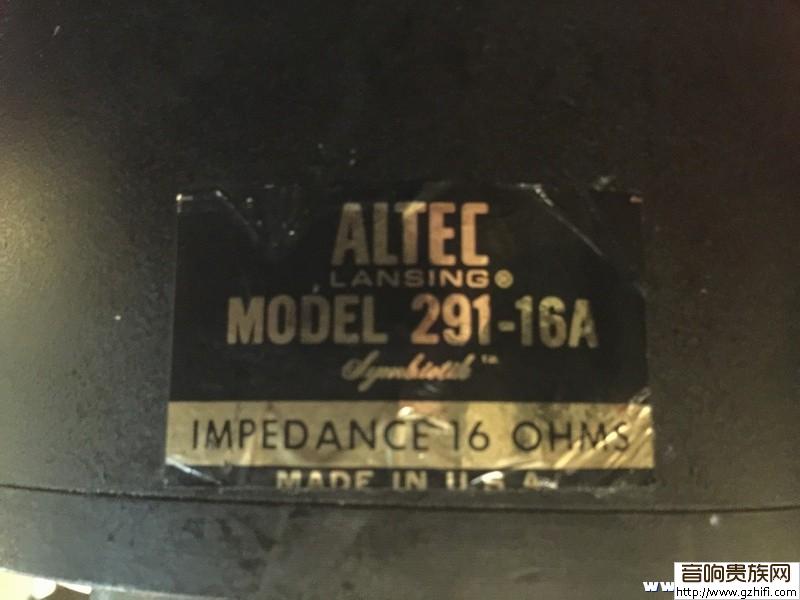 ALTEC
LANSING®
MODEL 291-16A
Symbiotik™
IMPEDANCE 16 OHMS
MADE IN U.S.A.
音响贵族网
http://www.gzhifi.com